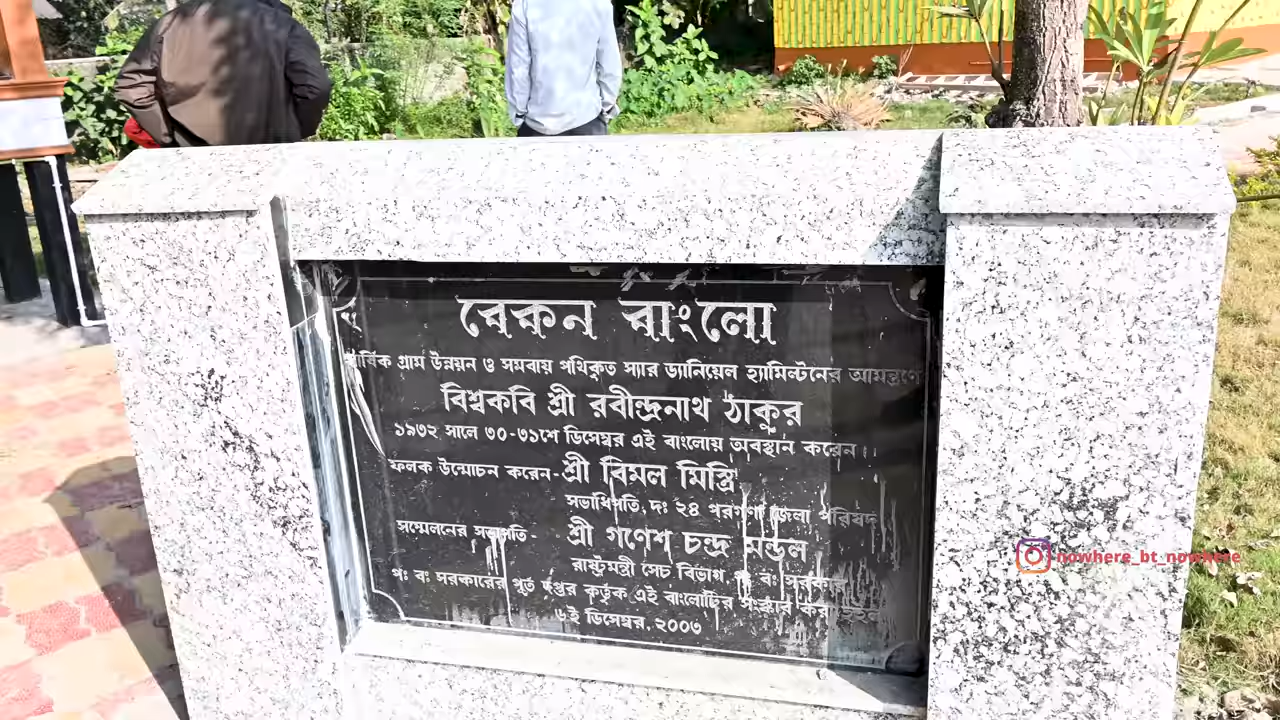 বেকন বাংলো
সার্বিক গ্রাম উন্নয়ন ও সমবায় পথিকৃত স্যার ড্যানিয়েল হ্যামিল্টনের আমন্ত্রণে
বিশ্বকবি শ্রী রবীন্দ্রনাথ ঠাকুর
১৯৩২ সালে ৩০-৩১শে ডিসেম্বর এই বাংলোয় অবস্থান করেন।
ফলক উন্মোচন করেন- শ্রী বিমল মিস্ত্রি
সভাধিপতি, দঃ ২৪ পরগণা জেলা পরিষদ
সম্মেলনের সভাপতি- শ্রী গণেশ চন্দ্র মন্ডল
রাষ্ট্রমন্ত্রী সেচ বিভাগ, পঃ বঃ সরকার
পঃ বঃ সরকারের পূর্ত দপ্তর কর্তৃক এই বাংলোটির সংস্কার করা
৬ই ডিসেম্বর, ২০০৩
nowhere_bt_nowhere